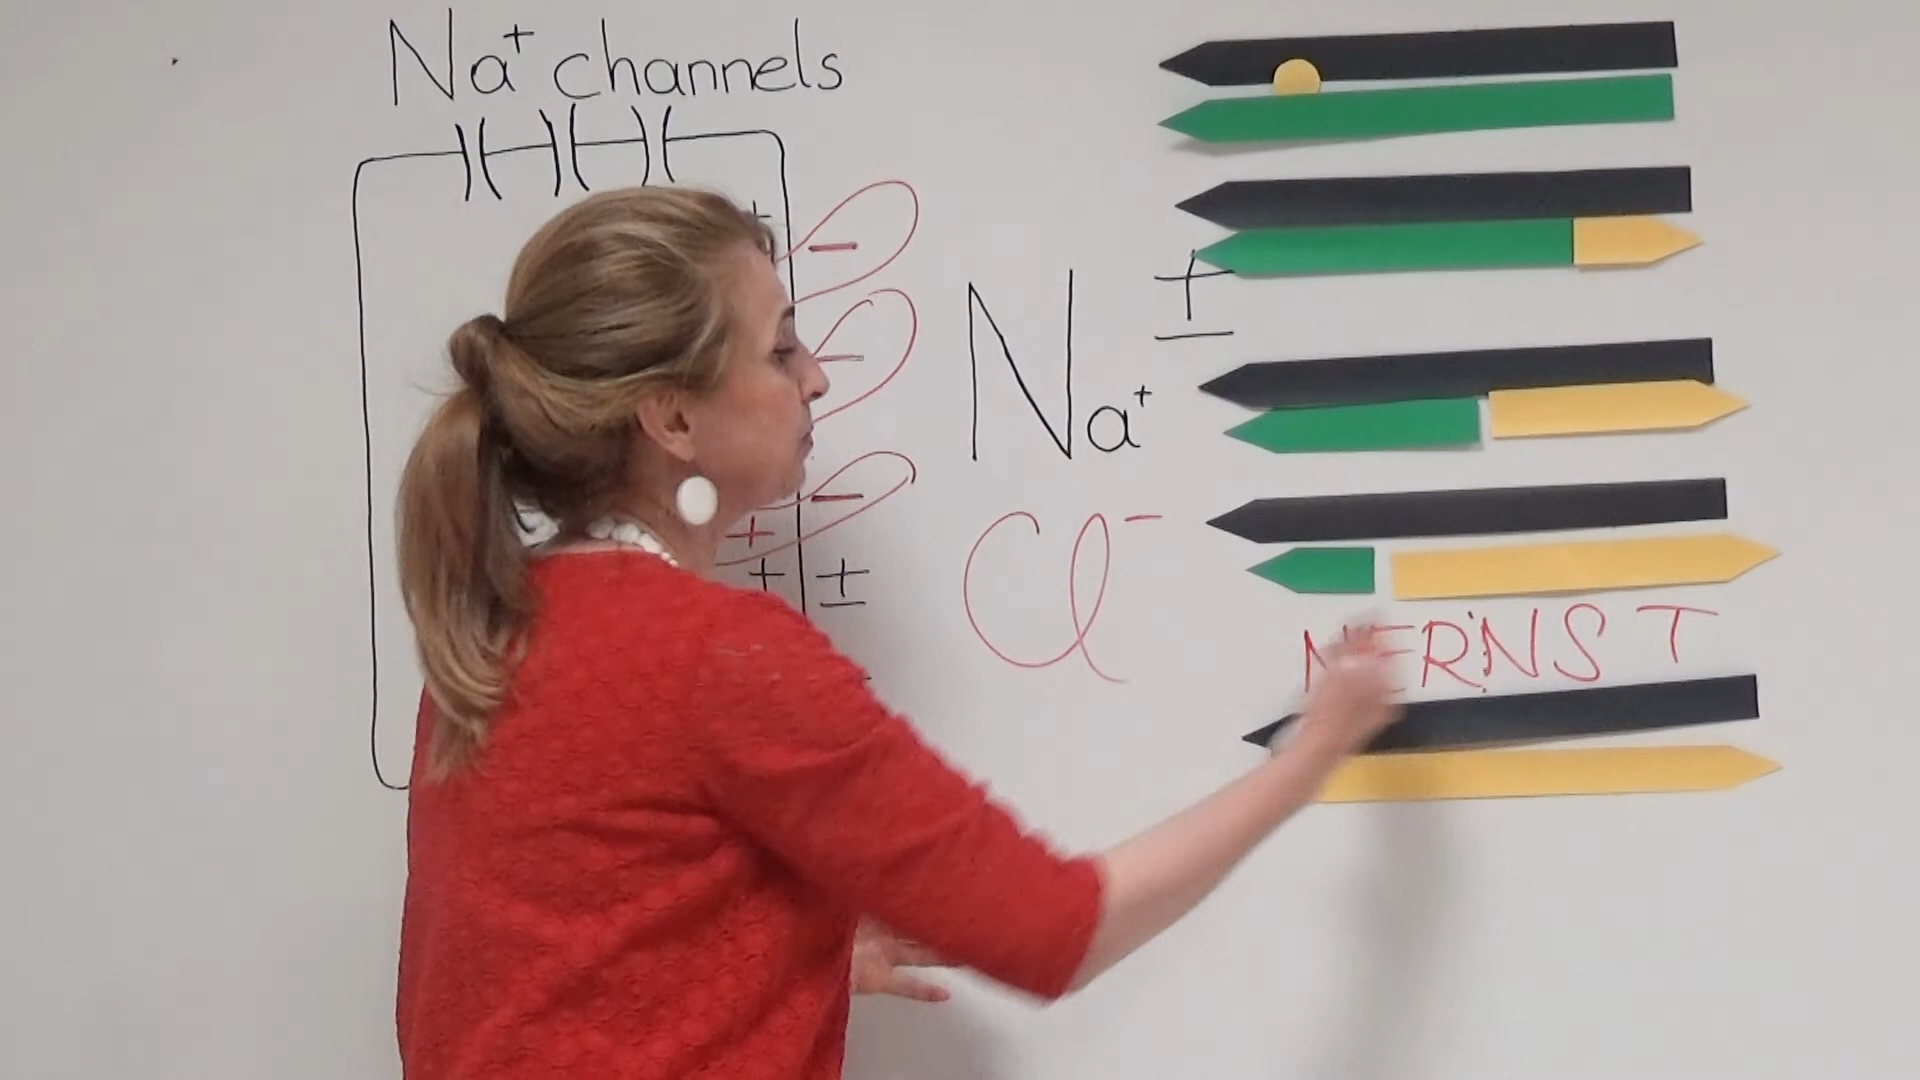 Na⁺ channels
+
−
−
−
+
+ ±
±
Na⁺
Cl⁻
NERNST